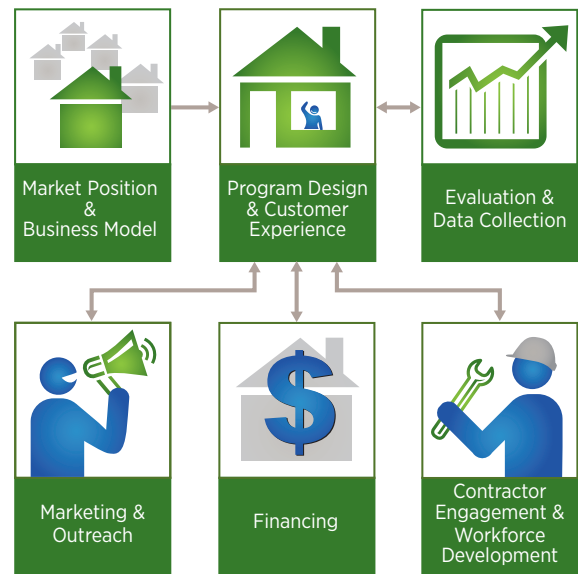 Market Position
&
Business Model
Program Design
& Customer
Experience
Evaluation &
Data Collection
Marketing &
Outreach
$
Financing
Contractor
Engagement &
Workforce
Development